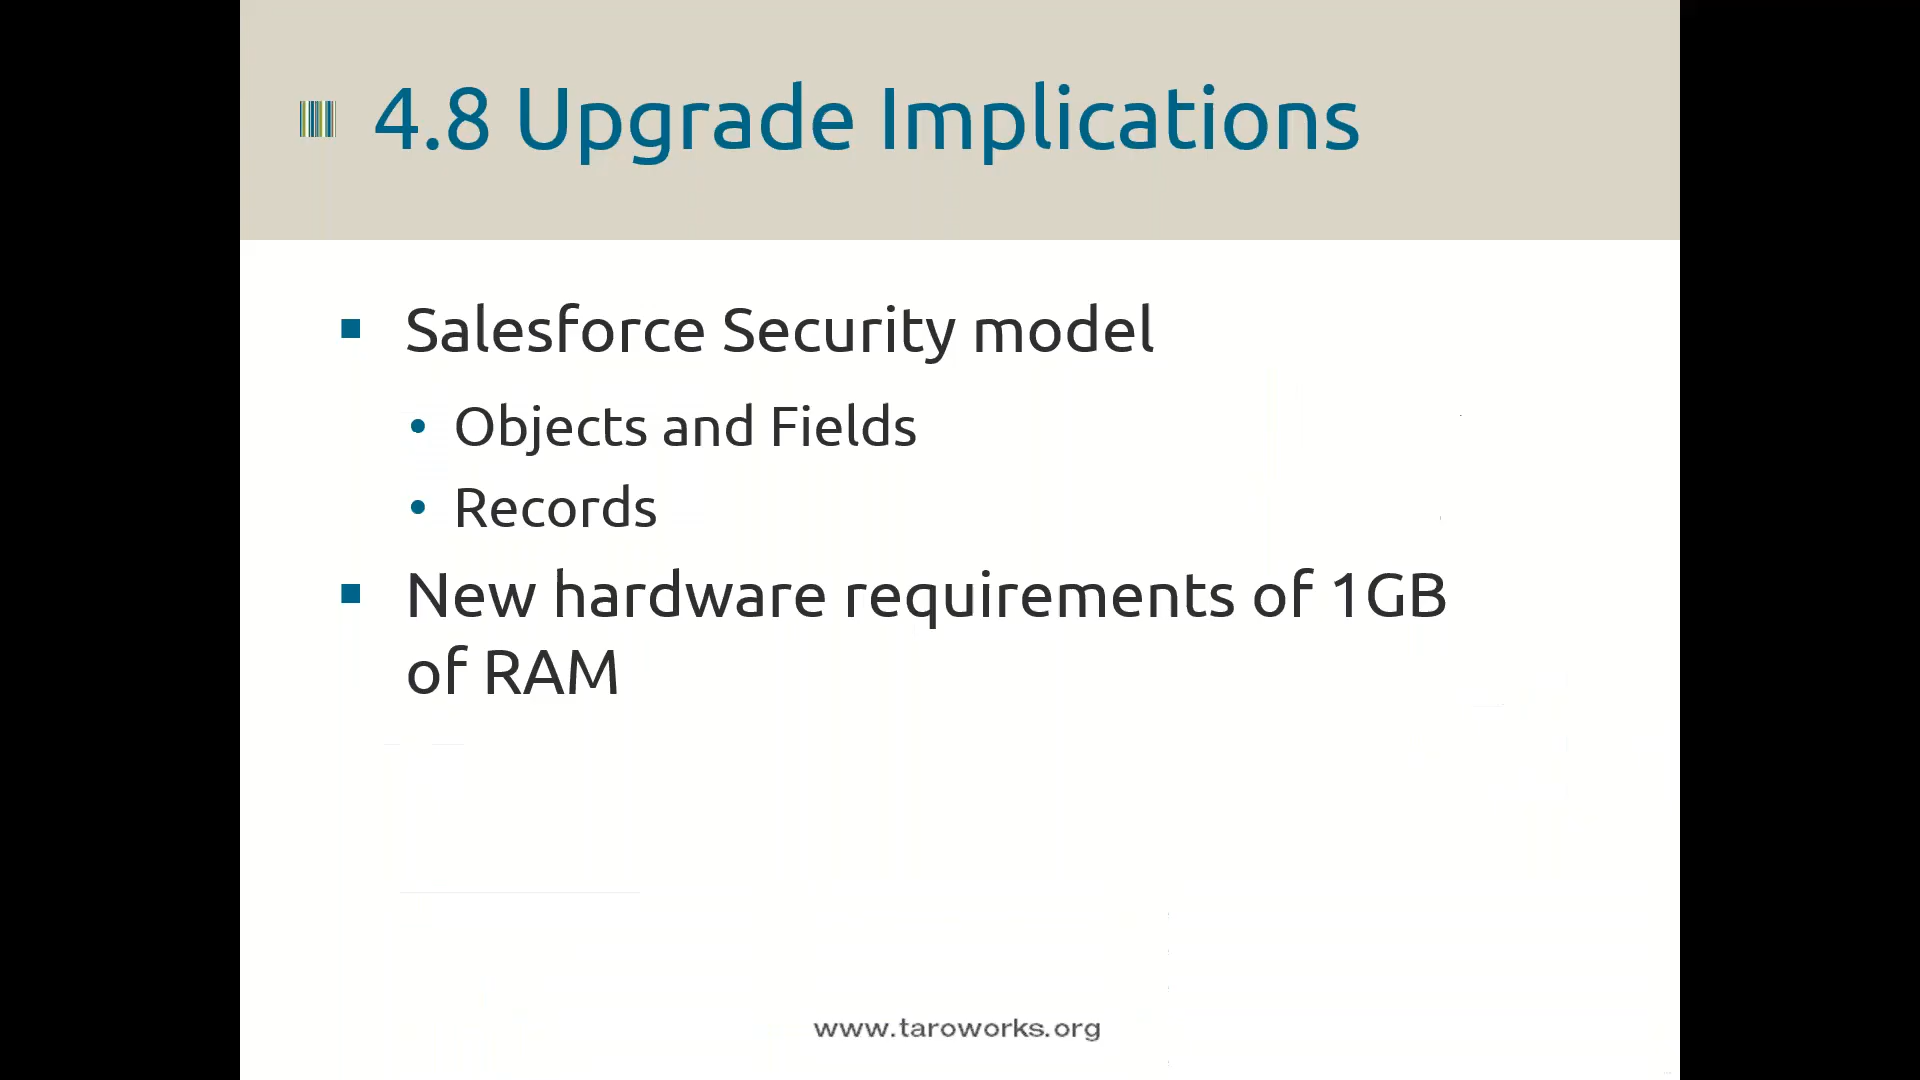 4.8 Upgrade Implications
Salesforce Security model
Objects and Fields
Records
New hardware requirements of 1GB
of RAM
www.taroworks.org